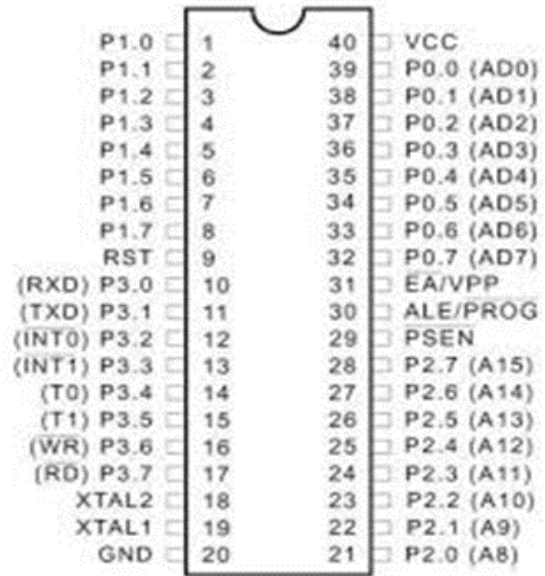 P1.0 1 40 VCC
P1.1 2 39 P0.0 (AD0)
P1.2 3 38 P0.1 (AD1)
P1.3 4 37 P0.2 (AD2)
P1.4 5 36 P0.3 (AD3)
P1.5 6 35 P0.4 (AD4)
P1.6 7 34 P0.5 (AD5)
P1.7 8 33 P0.6 (AD6)
RST 9 32 P0.7 (AD7)
(RXD) P3.0 10 31 EA/VPP
(TXD) P3.1 11 30 ALE/PROG
(INT0) P3.2 12 29 PSEN
(INT1) P3.3 13 28 P2.7 (A15)
(T0) P3.4 14 27 P2.6 (A14)
(T1) P3.5 15 26 P2.5 (A13)
(WR) P3.6 16 25 P2.4 (A12)
(RD) P3.7 17 24 P2.3 (A11)
XTAL2 18 23 P2.2 (A10)
XTAL1 19 22 P2.1 (A9)
GND 20 21 P2.0 (A8)